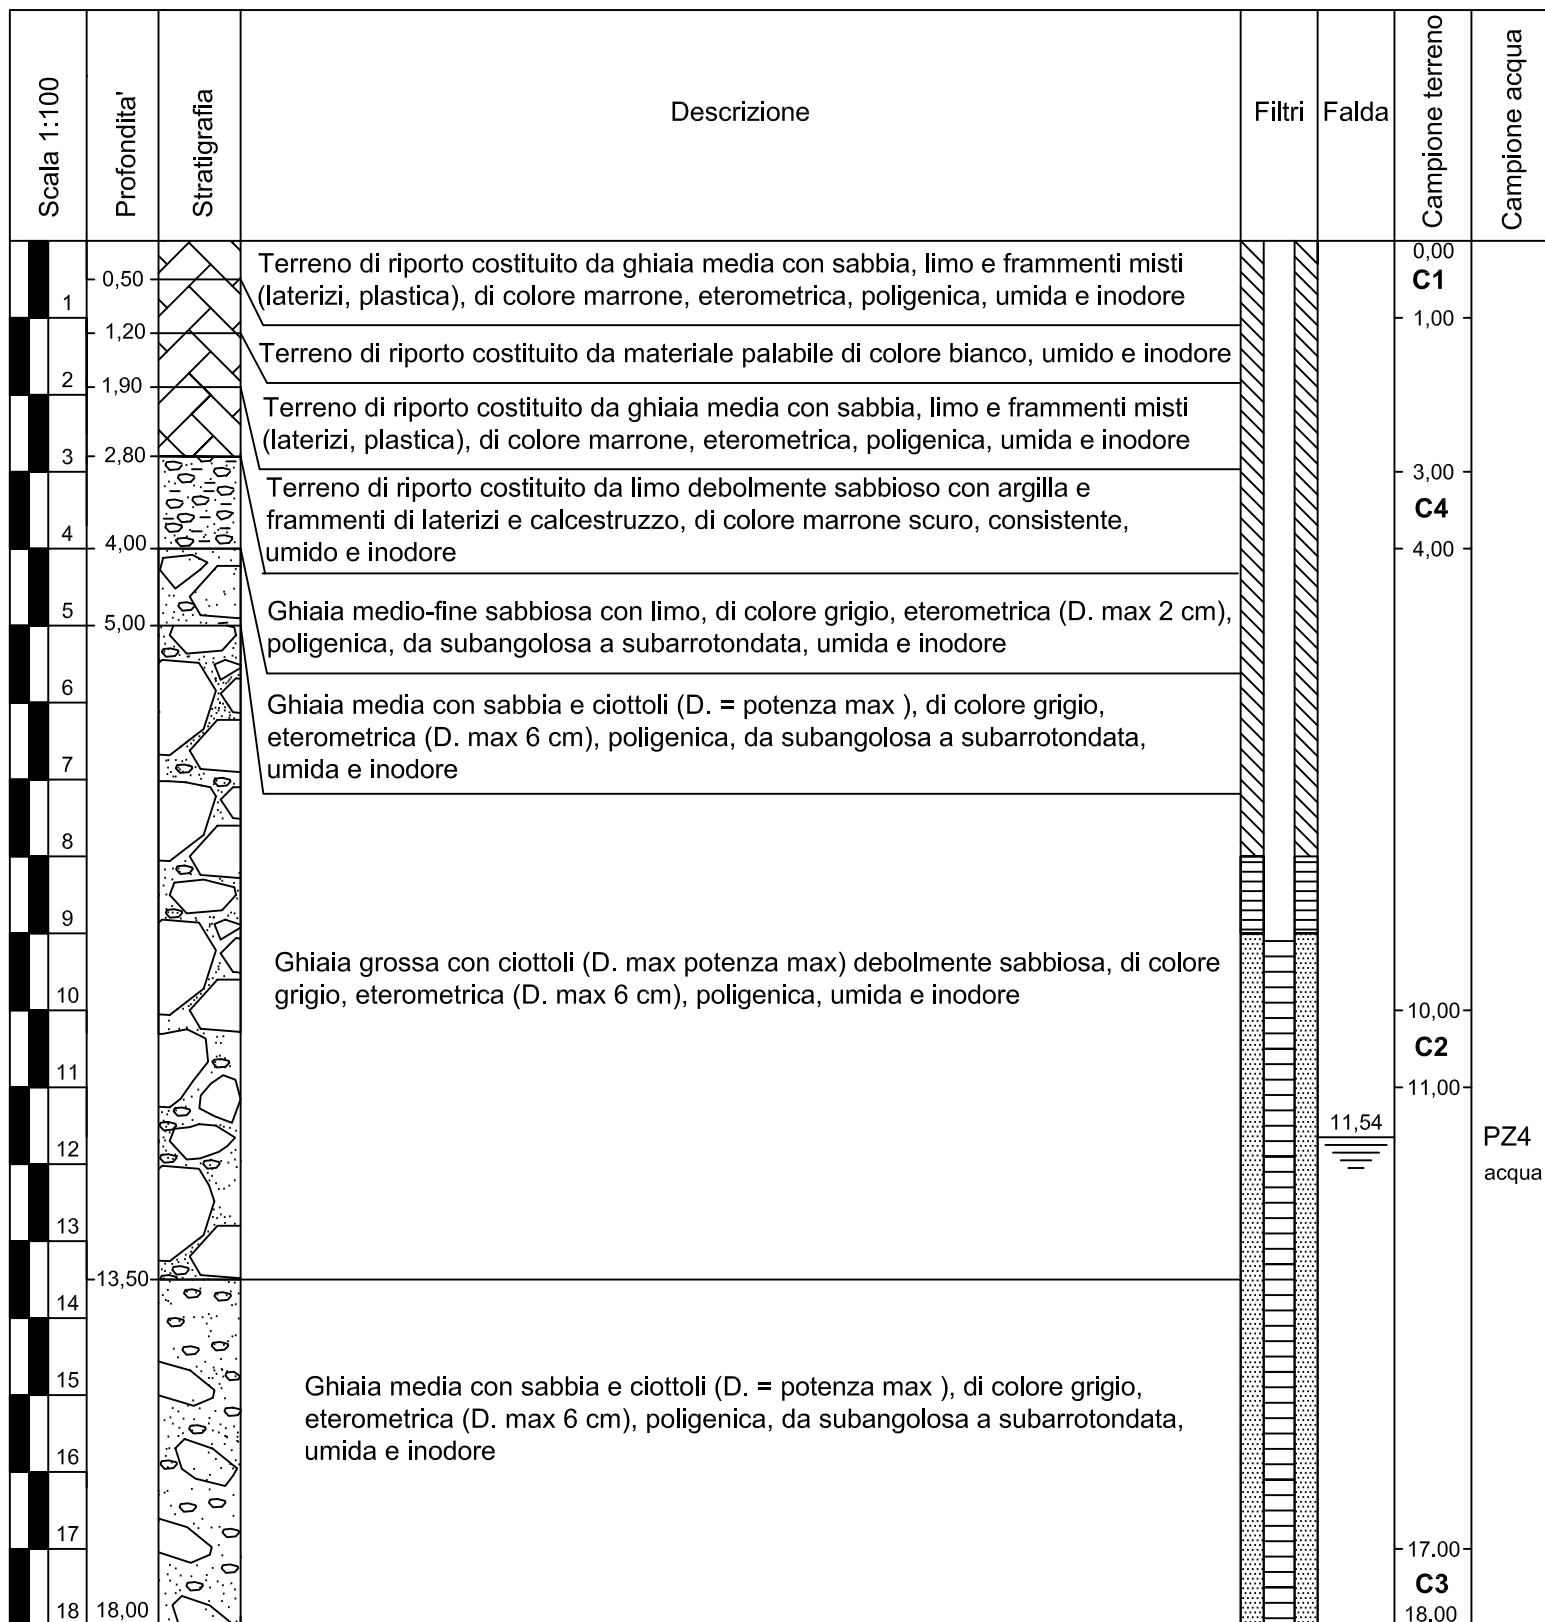 Scala 1:100
Profondita'
Stratigrafia
Descrizione
Filtri
Falda
Campione terreno
Campione acqua
0,50
1,20
1,90
2,80
4,00
5,00
13,50
18,00
1
2
3
4
5
6
7
8
9
10
11
12
13
14
15
16
17
18
Terreno di riporto costituito da ghiaia media con sabbia, limo e frammenti misti
(laterizi, plastica), di colore marrone, eterometrica, poligenica, umida e inodore
Terreno di riporto costituito da materiale palabile di colore bianco, umido e inodore
Terreno di riporto costituito da ghiaia media con sabbia, limo e frammenti misti
(laterizi, plastica), di colore marrone, eterometrica, poligenica, umida e inodore
Terreno di riporto costituito da limo debolmente sabbioso con argilla e
frammenti di laterizi e calcestruzzo, di colore marrone scuro, consistente,
umido e inodore
Ghiaia medio-fine sabbiosa con limo, di colore grigio, eterometrica (D. max 2 cm),
poligenica, da subangolosa a subarrotondata, umida e inodore
Ghiaia media con sabbia e ciottoli (D. = potenza max ), di colore grigio,
eterometrica (D. max 6 cm), poligenica, da subangolosa a subarrotondata,
umida e inodore
Ghiaia grossa con ciottoli (D. max potenza max) debolmente sabbiosa, di colore
grigio, eterometrica (D. max 6 cm), poligenica, umida e inodore
Ghiaia media con sabbia e ciottoli (D. = potenza max ), di colore grigio,
eterometrica (D. max 6 cm), poligenica, da subangolosa a subarrotondata,
umida e inodore
11,54
0,00
C1
1,00
3,00
C4
4,00
10,00
C2
11,00
17.00
C3
18.00
PZ4
acqua